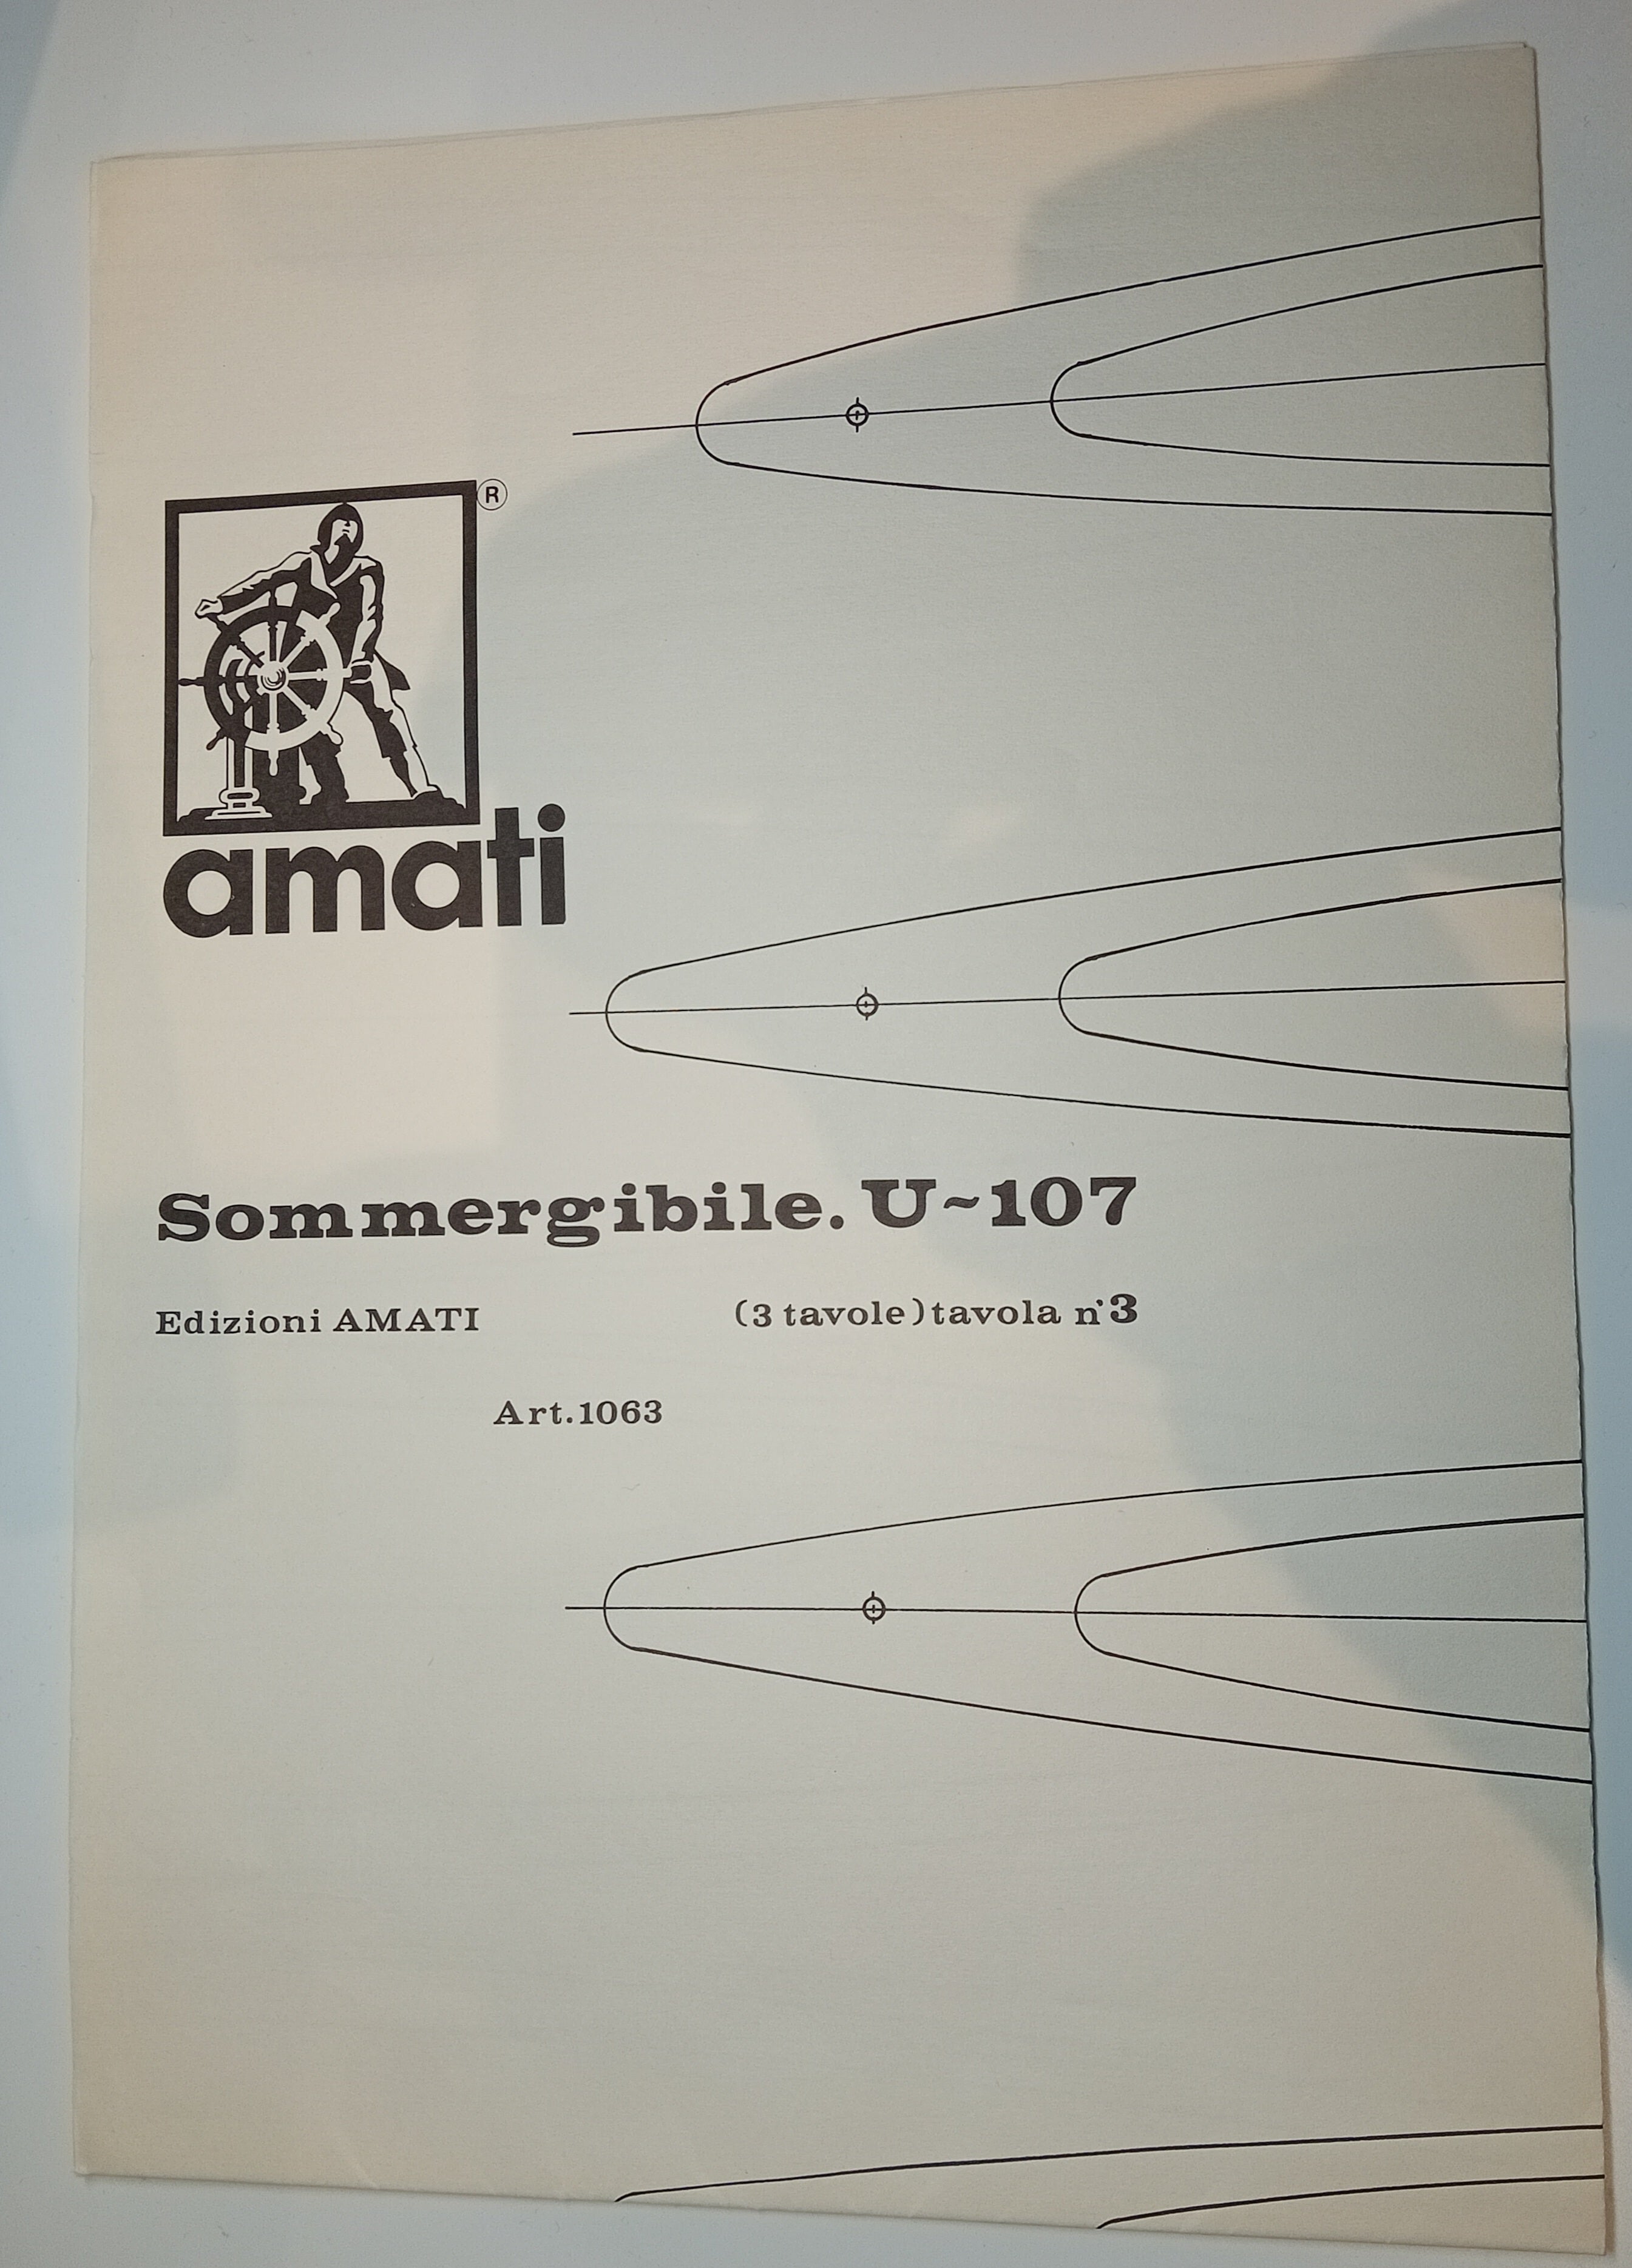 ®
amati
Sommergibile. U~107
Edizioni AMATI (3 tavole) tavola n°3
Art.1063